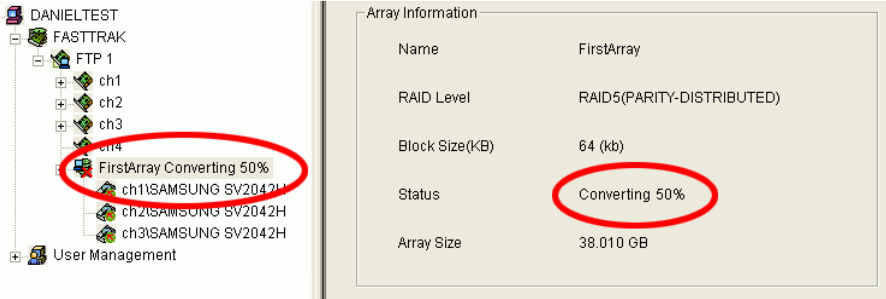 DANIELTEST
FASTTRAK
FTP 1
ch1
ch2
ch3
ch4
FirstArray Converting 50%
ch1\SAMSUNG SV2042H
ch2\SAMSUNG SV2042H
ch3\SAMSUNG SV2042H
User Management
Array Information
Name FirstArray
RAID Level RAID5(PARITY-DISTRIBUTED)
Block Size(KB) 64 (kb)
Status Converting 50%
Array Size 38.010 GB